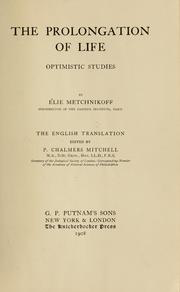 THE PROLONGATION
OF LIFE
OPTIMISTIC STUDIES
BY
ÉLIE METCHNIKOFF
SUB-DIRECTOR OF THE PASTEUR INSTITUTE, PARIS
THE ENGLISH TRANSLATION
EDITED BY
P. CHALMERS MITCHELL
M.A., D.Sc. Oxon., Hon. LL.D., F.R.S.
Secretary of the Zoological Society of London; Corresponding Member
of the Academy of Natural Sciences of Philadelphia
G. P. PUTNAM'S SONS
NEW YORK & LONDON
The Knickerbocker Press
1908